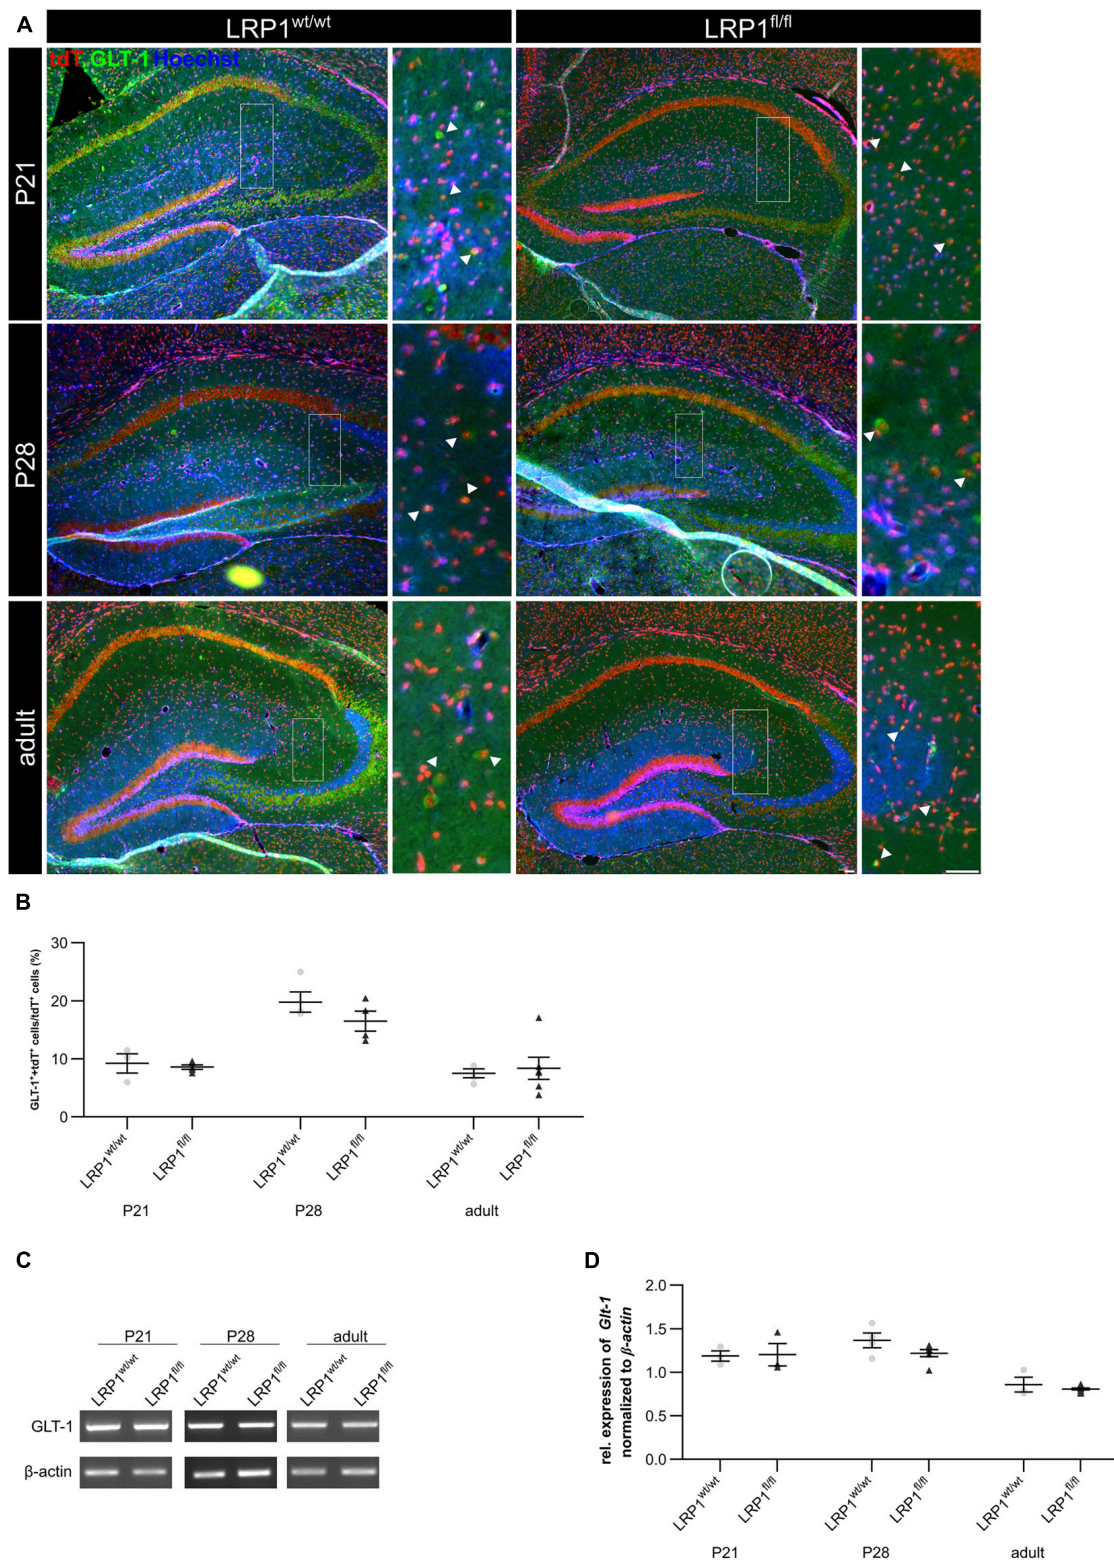 A
LRP1wt/wt LRP1fl/fl
tdT GLT-1 Hoechst
P21
P28
adult
B
GLT-1++tdT+ cells/tdT+ cells (%)
30
20
10
0
LRP1wt/wt LRP1fl/fl LRP1wt/wt LRP1fl/fl LRP1wt/wt LRP1fl/fl
P21 P28 adult
C
P21 P28 adult
LRP1wt/wt LRP1fl/fl LRP1wt/wt LRP1fl/fl LRP1wt/wt LRP1fl/fl
GLT-1
β-actin
D
rel. expression of Glt-1
normalized to β-actin
2.0
1.5
1.0
0.5
0.0
LRP1wt/wt LRP1fl/fl LRP1wt/wt LRP1fl/fl LRP1wt/wt LRP1fl/fl
P21 P28 adult